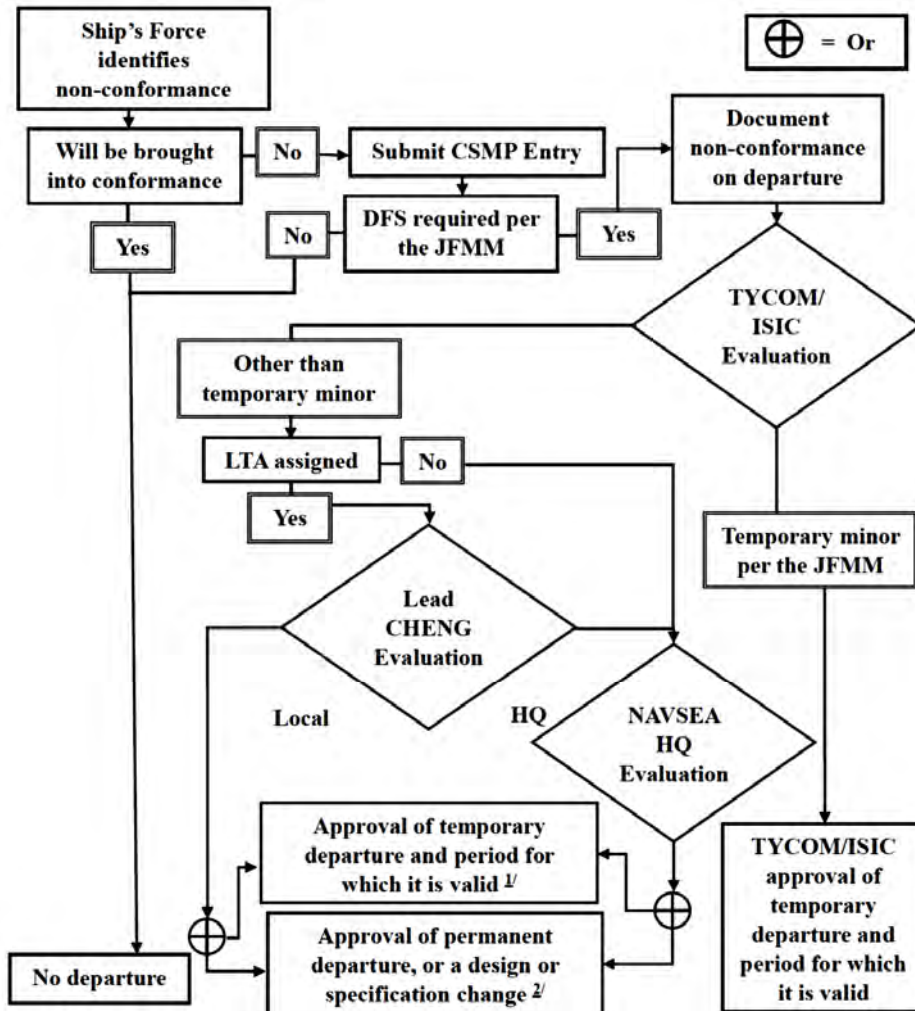 Ship's Force
identifies
non-conformance
= Or
Will be brought
into conformance
No
Submit CSMP Entry
Document
non-conformance
on departure
Yes
No
DFS required per
the JFMM
Yes
TYCOM/
ISIC
Evaluation
Other than
temporary minor
LTA assigned
No
Yes
Temporary minor
per the JFMM
Lead
CHENG
Evaluation
Local
HQ
NAVSEA
HQ
Evaluation
Approval of temporary
departure and period for
which it is valid 1/
TYCOM/ISIC
approval of
temporary
departure and
period for which
it is valid
Approval of permanent
departure, or a design or
specification change 2/
No departure